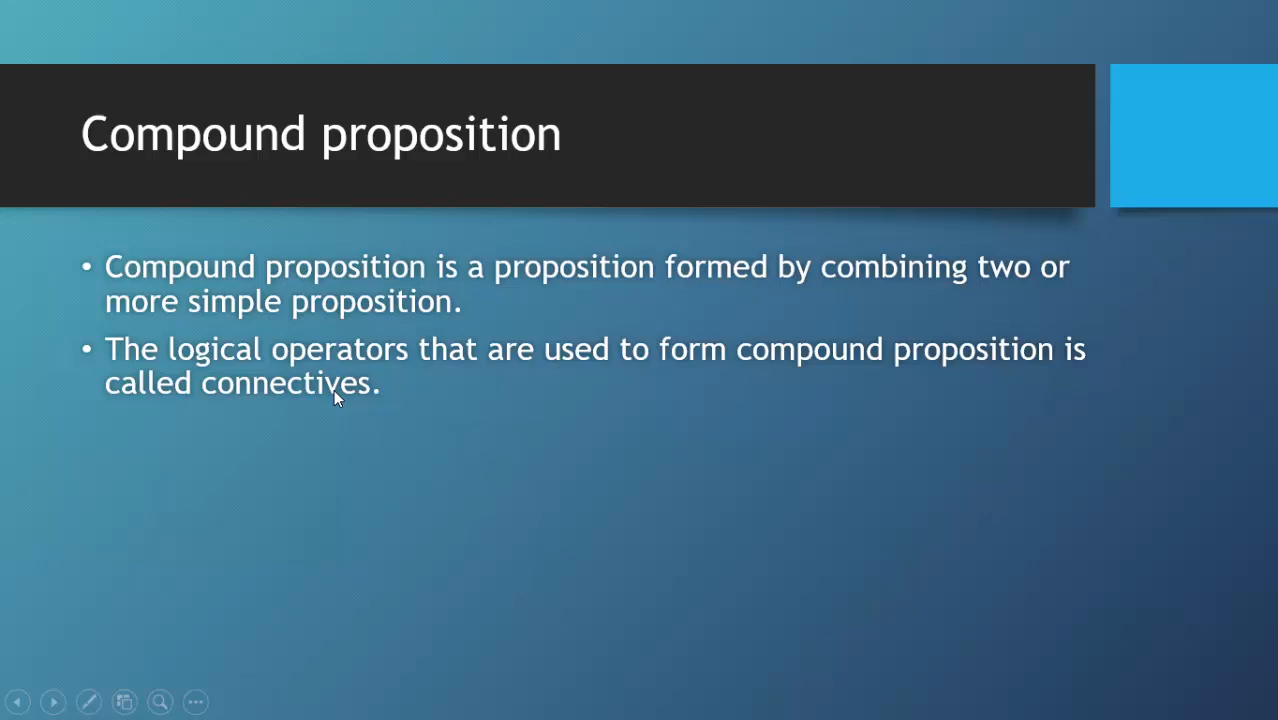 Compound proposition
• Compound proposition is a proposition formed by combining two or
more simple proposition.
• The logical operators that are used to form compound proposition is
called connectives.